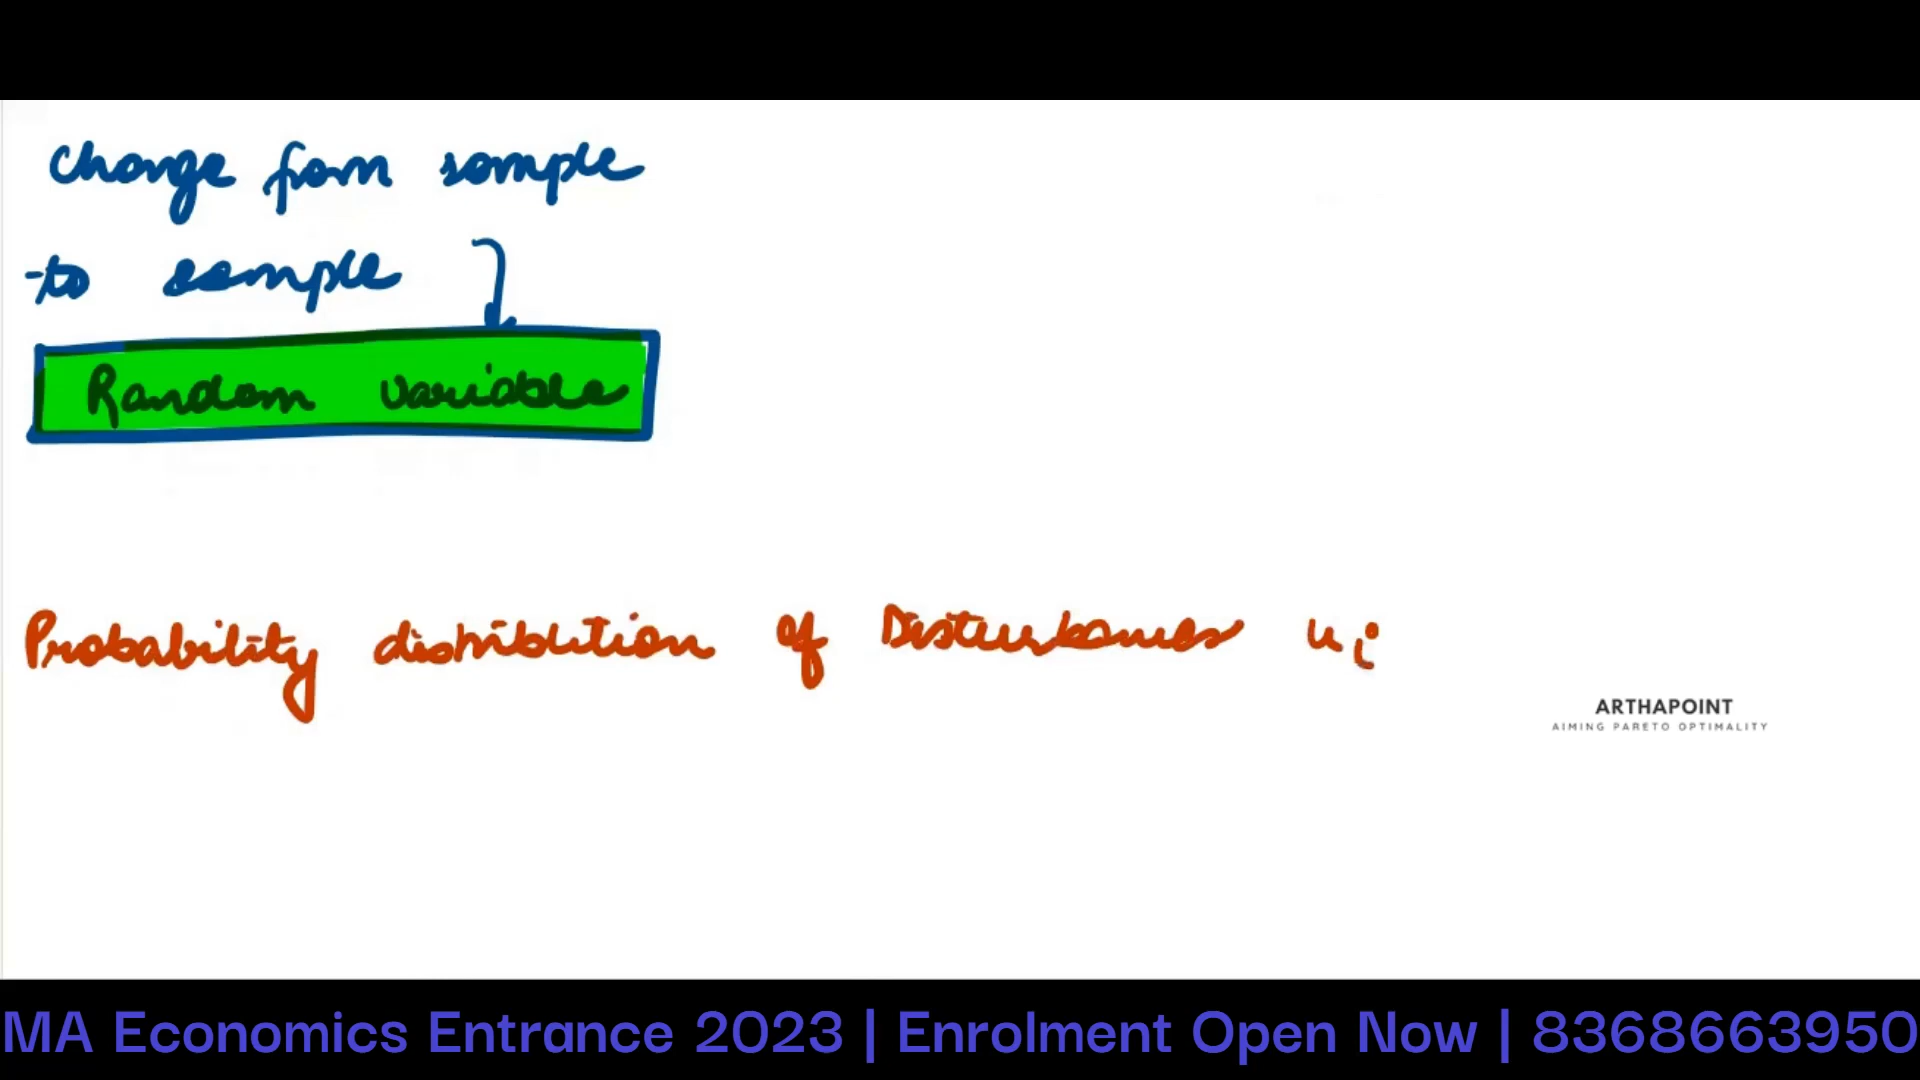 change from sample
to sample
Random variable
Probability distribution of Disturbances ui
ARTHAPOINT
AIMING PARETO OPTIMALITY
MA Economics Entrance 2023 | Enrolment Open Now | 8368663950